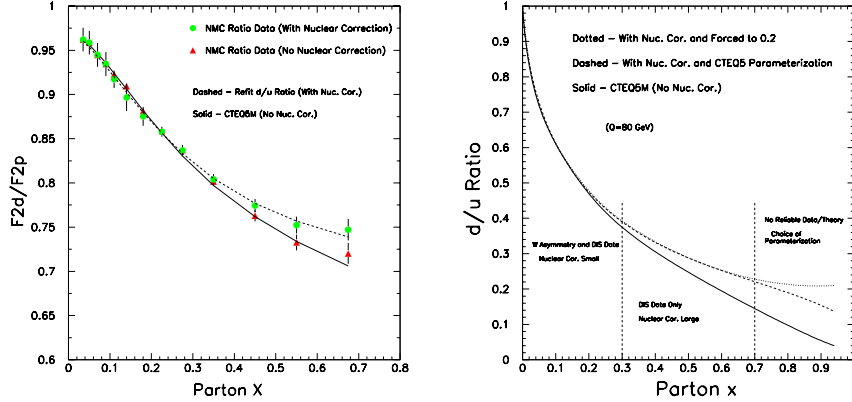 NMC Ratio Data (With Nuclear Correction)
NMC Ratio Data (No Nuclear Correction)
Dashed – Refit d/u Ratio (With Nuc. Cor.)
Solid – CTEQ5M (No Nuc. Cor.)
F2d/F2p
1
0.95
0.9
0.85
0.8
0.75
0.7
0.65
0.6
0
0.1
0.2
0.3
0.4
0.5
0.6
0.7
0.8
Parton X
Dotted – With Nuc. Cor. and Forced to 0.2
Dashed – With Nuc. Cor. and CTEQ5 Parameterization
Solid – CTEQ5M (No Nuc. Cor.)
(Q=80 GeV)
No Reliable Data/Theory
Choice of
Parameterization
W Asymmetry and DIS Data
Nuclear Cor. Small
DIS Data Only
Nuclear Cor. Large
d/u Ratio
1
0.9
0.8
0.7
0.6
0.5
0.4
0.3
0.2
0.1
0
0
0.1
0.2
0.3
0.4
0.5
0.6
0.7
0.8
0.9
Parton x